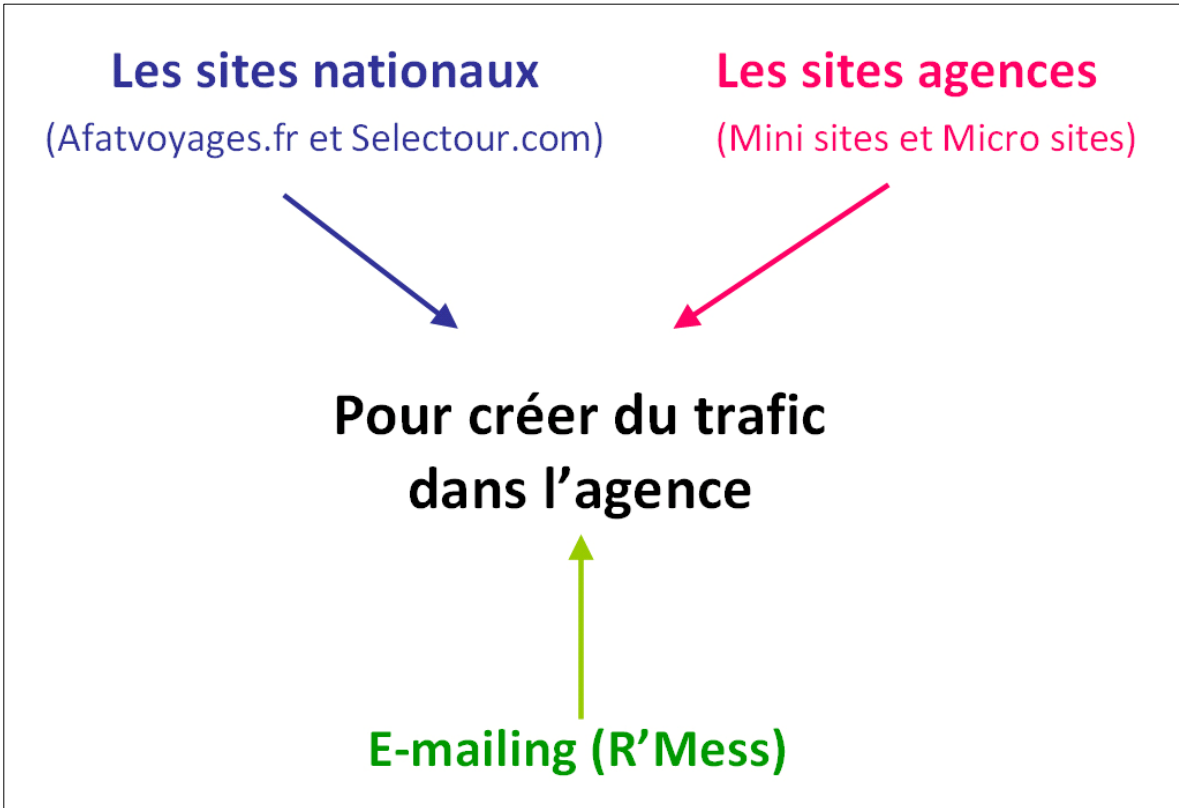 Les sites nationaux
(Afatvoyages.fr et Selectour.com)
Les sites agences
(Mini sites et Micro sites)
Pour créer du trafic
dans l’agence
E-mailing (R’Mess)